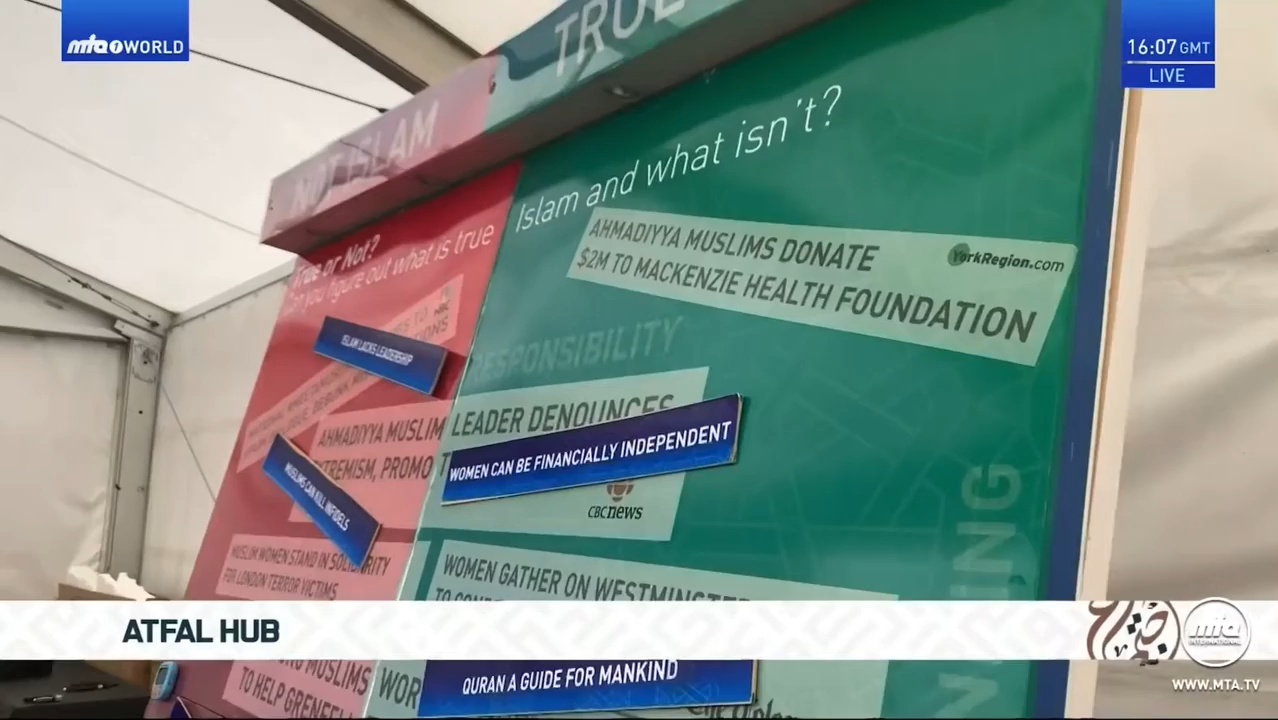 mta 1 WORLD
16:07 GMT
LIVE
NOT ISLAM
TRUE
True or Not?
Can you figure out what is true
Islam and what isn't?
AHMADIYYA MUSLIMS DONATE
$2M TO MACKENZIE HEALTH FOUNDATION
YorkRegion.com
ISLAM LACKS LEADERSHIP
RESPONSIBILITY
LEADER DENOUNCES
AHMADIYYA MUSLIM
EXTREMISM, PROMO
WOMEN CAN BE FINANCIALLY INDEPENDENT
CBCnews
MUSLIMS CAN KILL INFIDELS
MUSLIM WOMEN STAND IN SOLIDARITY
FOR LONDON TERROR VICTIMS
WOMEN GATHER ON WESTMINSTER
ATFAL HUB
mta
INTERNATIONAL
WWW.MTA.TV
MUSLIMS
TO HELP GRENFELL
WOR
QURAN A GUIDE FOR MANKIND